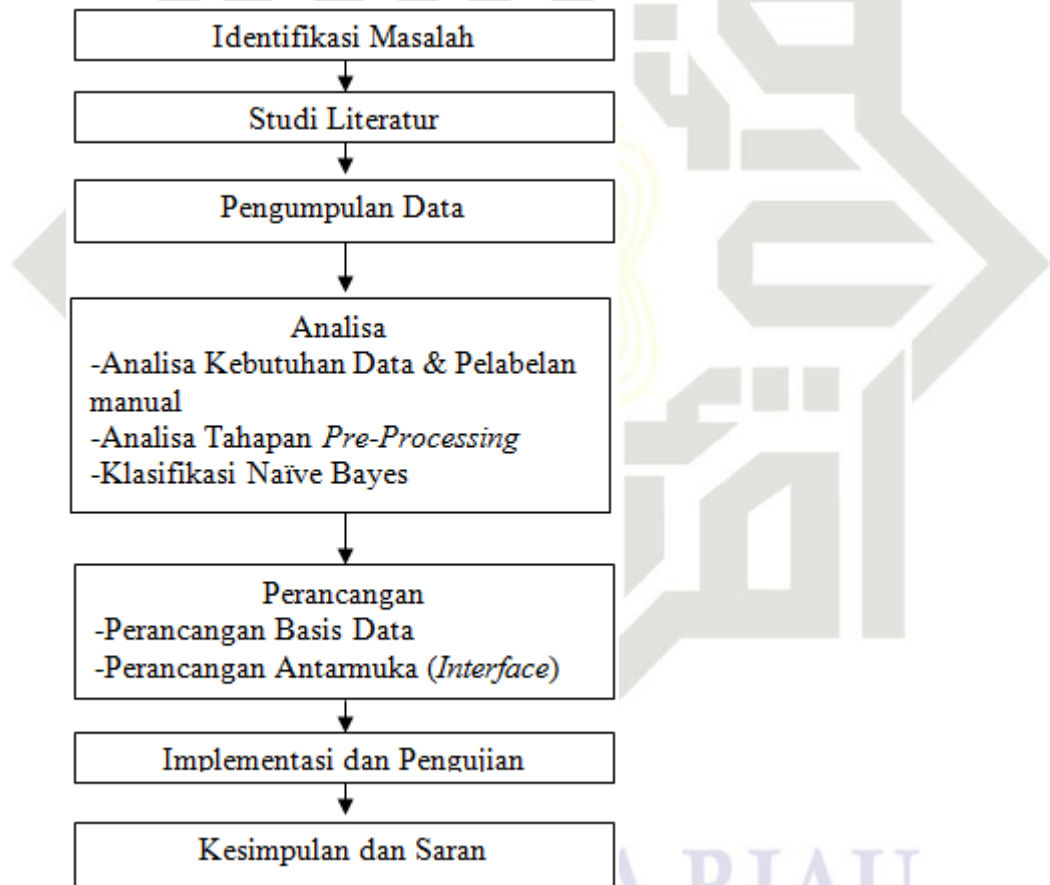 Identifikasi Masalah
Studi Literatur
Pengumpulan Data
Analisa
-Analisa Kebutuhan Data & Pelabelan
manual
-Analisa Tahapan Pre-Processing
-Klasifikasi Naïve Bayes
Perancangan
-Perancangan Basis Data
-Perancangan Antarmuka (Interface)
Implementasi dan Pengujian
Kesimpulan dan Saran
RIAU